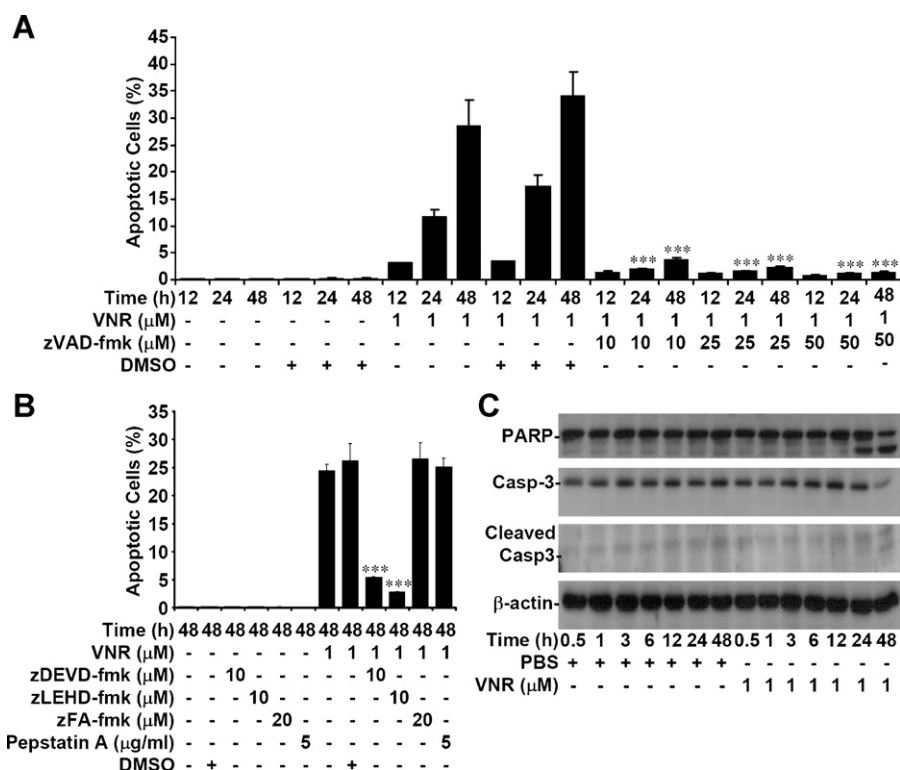 A
Apoptotic Cells (%)
45
40
35
30
25
20
15
10
5
0
*** *** *** *** *** ***
Time (h) 12 24 48 12 24 48 12 24 48 12 24 48 12 24 48 12 24 48 12 24 48
VNR (μM) - - - - - - 1 1 1 1 1 1 1 1 1 1 1 1 1 1 1
zVAD-fmk (μM) - - - - - - - - - - - - 10 10 10 25 25 25 50 50 50
DMSO - - - + + + - - - + + + - - - - - - - - -
B
Apoptotic Cells (%)
35
30
25
20
15
10
5
0
*** ***
Time (h) 48 48 48 48 48 48 48 48 48 48 48 48
VNR (μM) - - - - - - 1 1 1 1 1 1
zDEVD-fmk (μM) - - 10 - - - - - 10 - - -
zLEHD-fmk (μM) - - - 10 - - - - - 10 - -
zFA-fmk (μM) - - - - 20 - - - - - 20 -
Pepstatin A (μg/ml) - - - - - 5 - - - - - 5
DMSO - + - - - - - + - - - -
C
PARP-
Casp-3-
Cleaved
Casp3-
β-actin-
Time (h) 0.5 1 3 6 12 24 48 0.5 1 3 6 12 24 48
PBS + + + + + + + - - - - - - -
VNR (μM) - - - - - - - 1 1 1 1 1 1 1